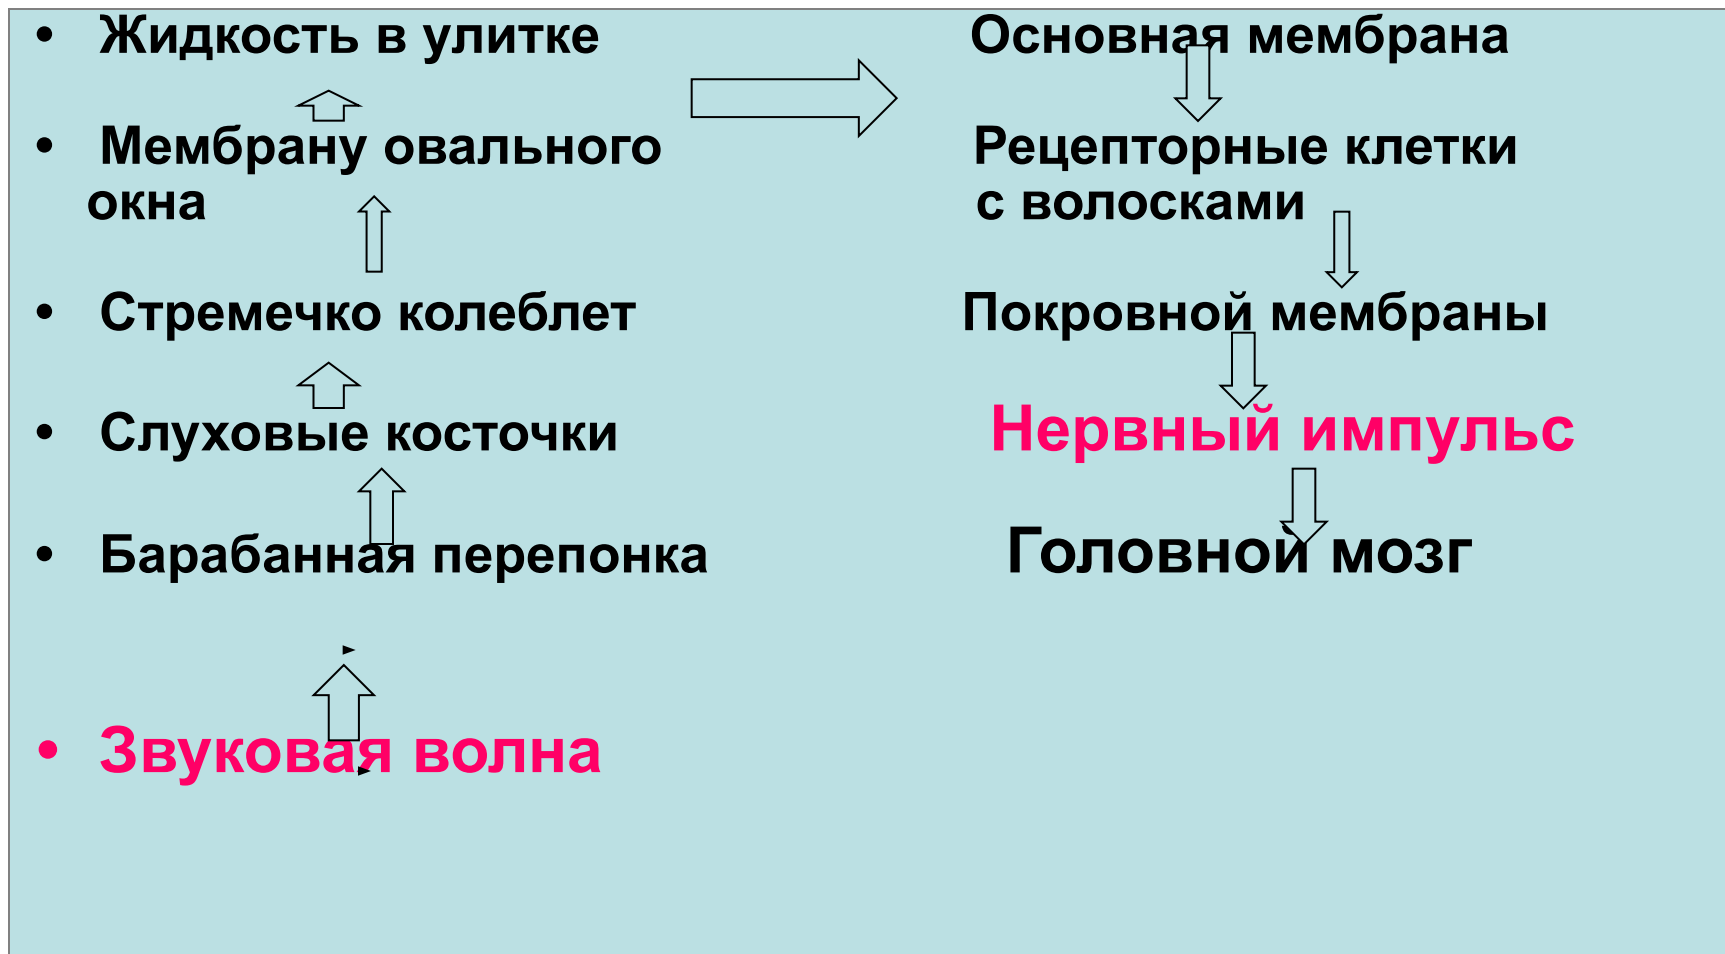 • Жидкость в улитке
• Мембрану овального
окна
• Стремечко колеблет
• Слуховые косточки
• Барабанная перепонка
• Звуковая волна
Основная мембрана
Рецепторные клетки
с волосками
Покровной мембраны
Нервный импульс
Головной мозг